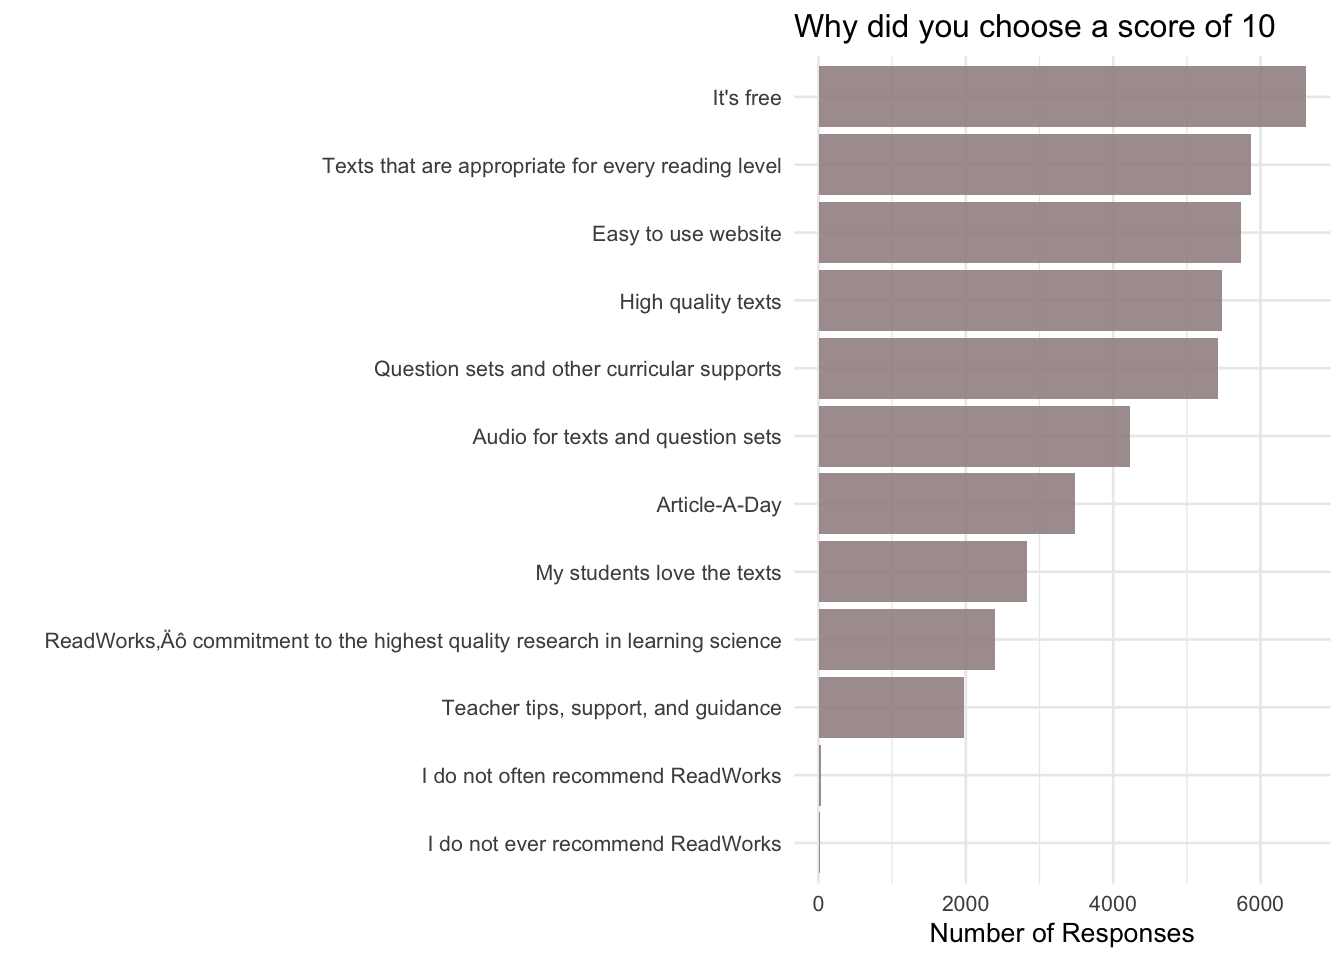 Why did you choose a score of 10
It's free
Texts that are appropriate for every reading level
Easy to use website
High quality texts
Question sets and other curricular supports
Audio for texts and question sets
Article-A-Day
My students love the texts
ReadWorks‚Äô commitment to the highest quality research in learning science
Teacher tips, support, and guidance
I do not often recommend ReadWorks
I do not ever recommend ReadWorks
0 2000 4000 6000
Number of Responses